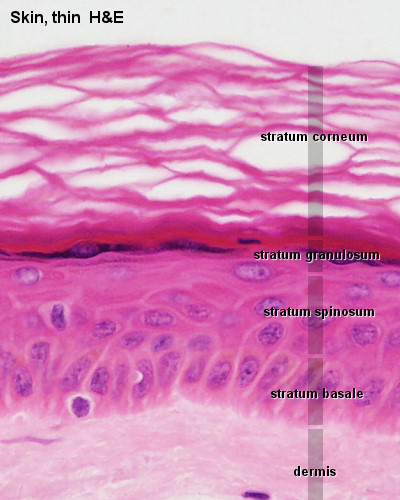 Skin, thin H&E
stratum corneum
stratum granulosum
stratum spinosum
stratum basale
dermis